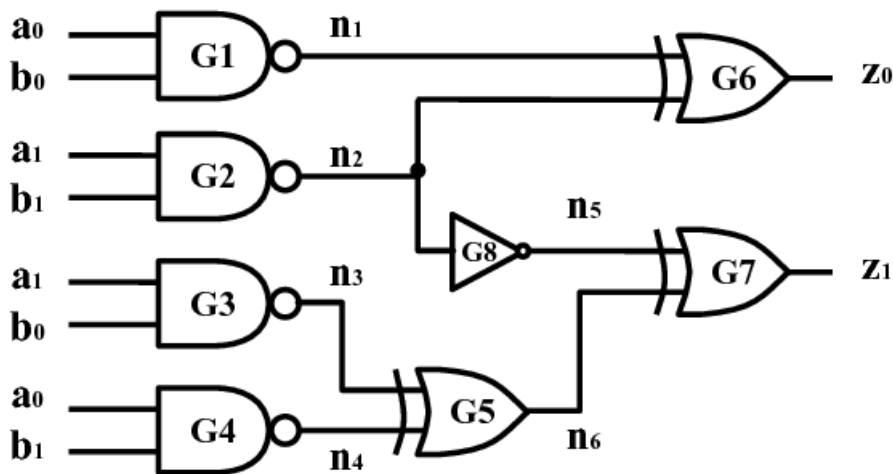 a₀
b₀
G1
n₁
G6
z₀
a₁
b₁
G2
n₂
G8
n₅
G7
z₁
a₁
b₀
G3
n₃
a₀
b₁
G4
n₄
G5
n₆